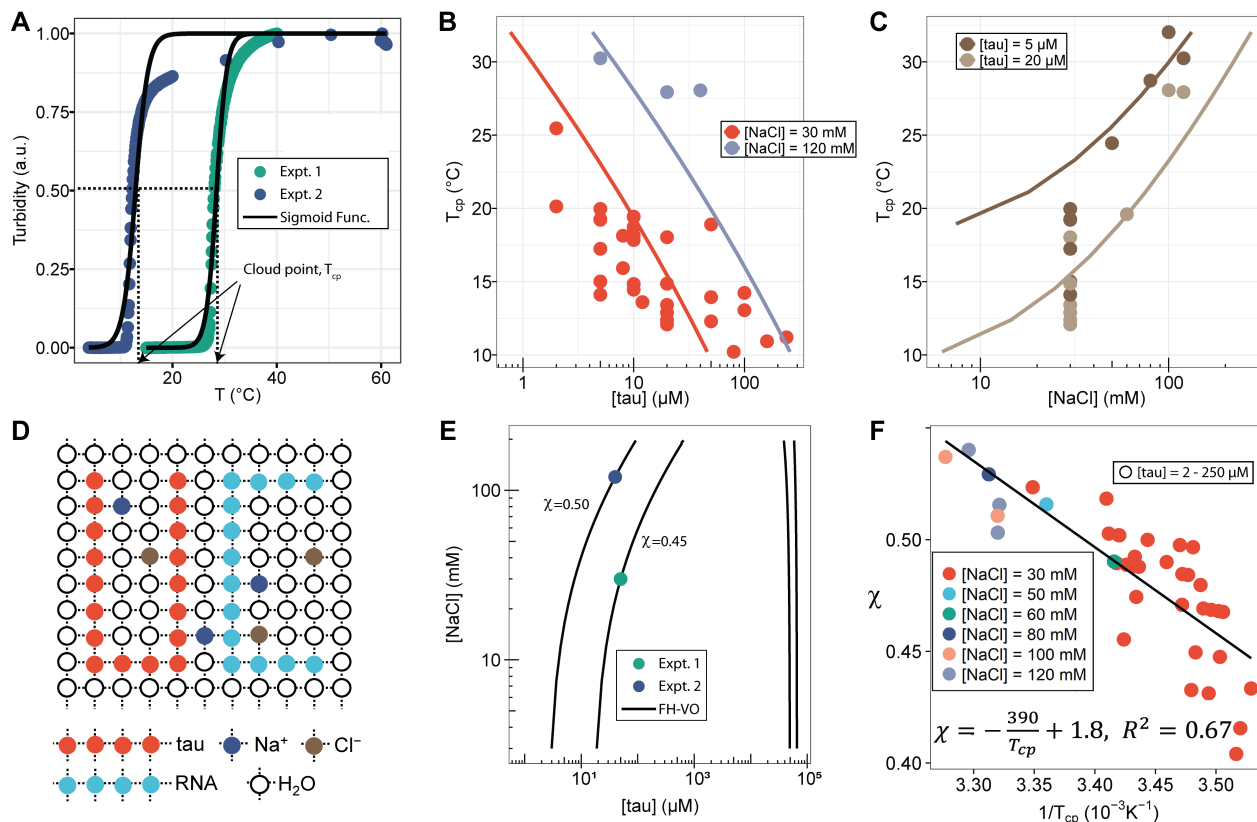 A
Turbidity (a.u.)
1.00
0.75
0.50
0.25
0.00
Expt. 1
Expt. 2
Sigmoid Func.
Cloud point, Tcp
20
40
60
T (°C)
B
Tcp (°C)
30
25
20
15
10
[NaCl] = 30 mM
[NaCl] = 120 mM
1
10
100
[tau] (µM)
C
Tcp (°C)
30
25
20
15
10
[tau] = 5 µM
[tau] = 20 µM
10
100
[NaCl] (mM)
D
tau
Na⁺
Cl⁻
RNA
H₂O
E
[NaCl] (mM)
100
10
χ=0.50
χ=0.45
Expt. 1
Expt. 2
FH-VO
10¹
10³
10⁵
[tau] (µM)
F
χ
0.50
0.45
0.40
[tau] = 2 - 250 µM
[NaCl] = 30 mM
[NaCl] = 50 mM
[NaCl] = 60 mM
[NaCl] = 80 mM
[NaCl] = 100 mM
[NaCl] = 120 mM
χ = −390/Tcp + 1.8, R² = 0.67
3.30
3.35
3.40
3.45
3.50
1/Tcp (10⁻³K⁻¹)